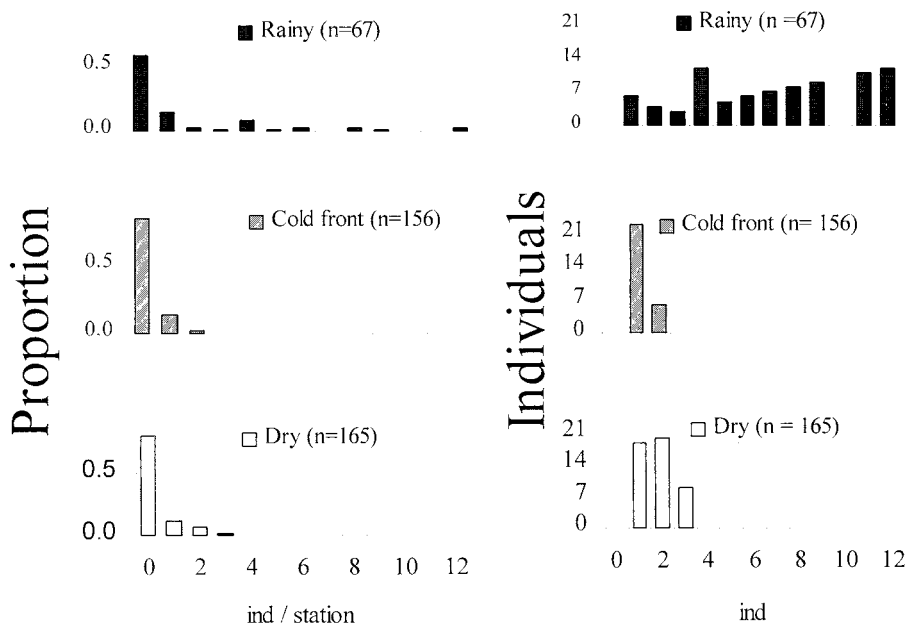 Proportion
Rainy (n=67)
0.5
0.0
Cold front (n=156)
0.5
0.0
Dry (n=165)
0.5
0.0
0 2 4 6 8 10 12
ind / station
Individuals
Rainy (n =67)
21
14
7
0
Cold front (n= 156)
21
14
7
0
Dry (n = 165)
21
14
7
0
0 2 4 6 8 10 12
ind